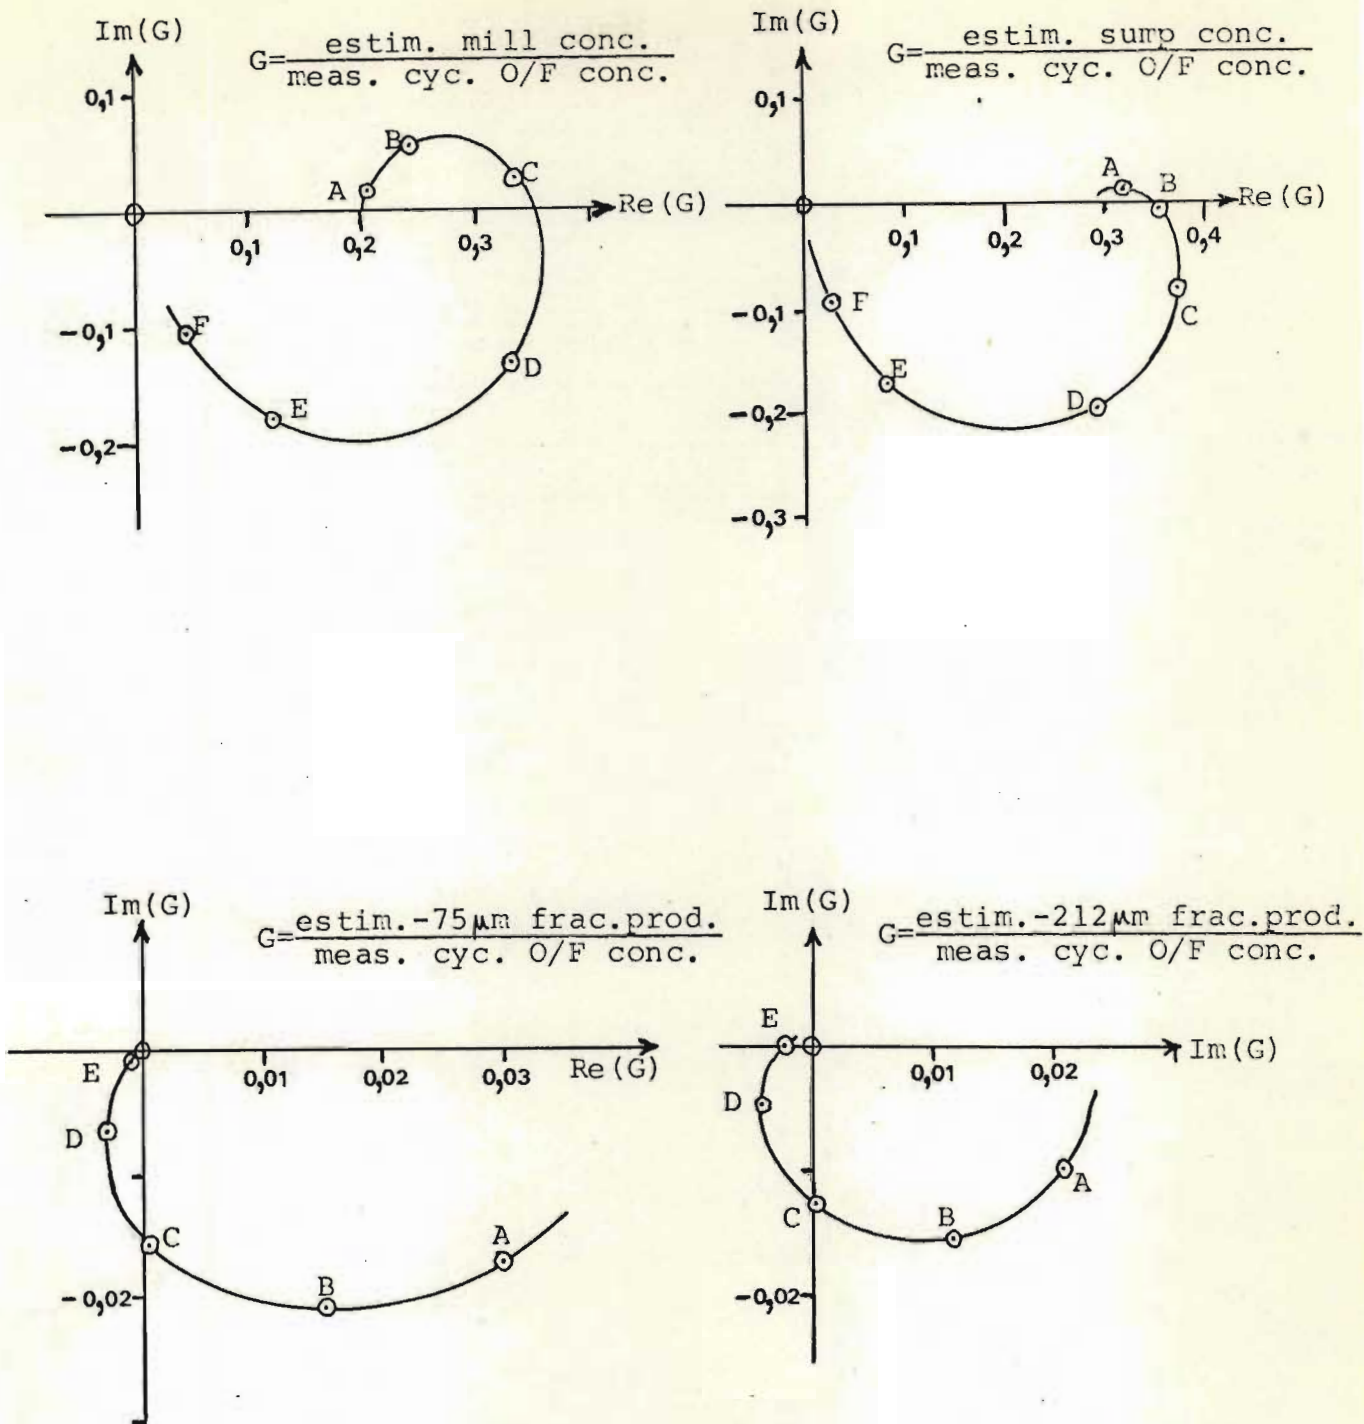 Im(G)
G= estim. mill conc.
meas. cyc. O/F conc.
0,1
B
C
A
Re(G)
0,1
0,2
0,3
-0,1
F
D
E
-0,2
Im(G)
G= estim. sump conc.
meas. cyc. O/F conc.
0,1
A
B
Re(G)
0,1
0,2
0,3
0,4
-0,1
F
C
E
D
-0,2
-0,3
Im(G)
G= estim.-75μm frac.prod.
meas. cyc. O/F conc.
E
0,01
0,02
0,03
Re(G)
D
C
A
B
-0,02
Im(G)
G= estim.-212μm frac.prod.
meas. cyc. O/F conc.
E
Im(G)
0,01
0,02
D
A
C
B
-0,02